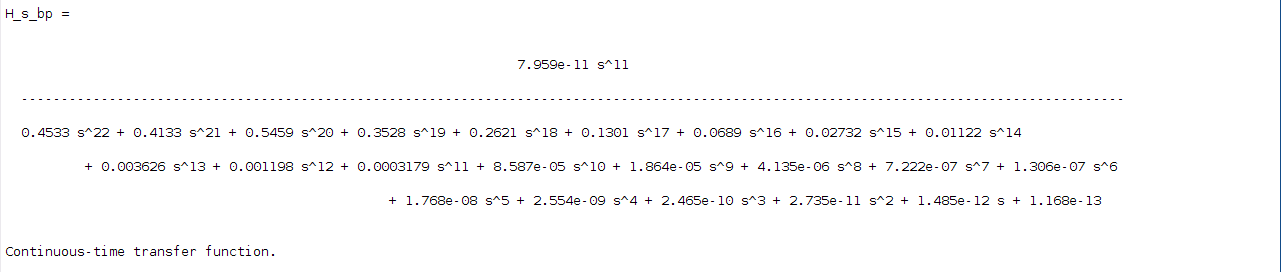 H_s_bp =
7.959e-11 s^11
------------------------------------------------------------------------------------------------------------------------------------------
0.4533 s^22 + 0.4133 s^21 + 0.5459 s^20 + 0.3528 s^19 + 0.2621 s^18 + 0.1301 s^17 + 0.0689 s^16 + 0.02732 s^15 + 0.01122 s^14
+ 0.003626 s^13 + 0.001198 s^12 + 0.0003179 s^11 + 8.587e-05 s^10 + 1.864e-05 s^9 + 4.135e-06 s^8 + 7.222e-07 s^7 + 1.306e-07 s^6
+ 1.768e-08 s^5 + 2.554e-09 s^4 + 2.465e-10 s^3 + 2.735e-11 s^2 + 1.485e-12 s + 1.168e-13
Continuous-time transfer function.